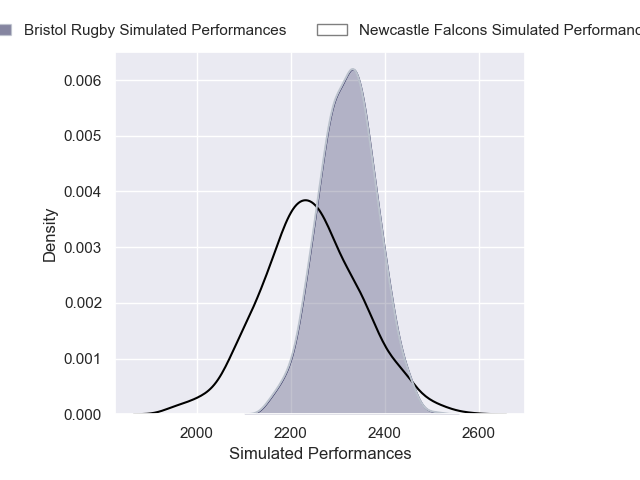 Bristol Rugby Simulated Performances
Newcastle Falcons Simulated
0.006
0.005
0.004
0.003
0.002
0.001
0.000
Density
2000 2200 2400 2600
Simulated Performances